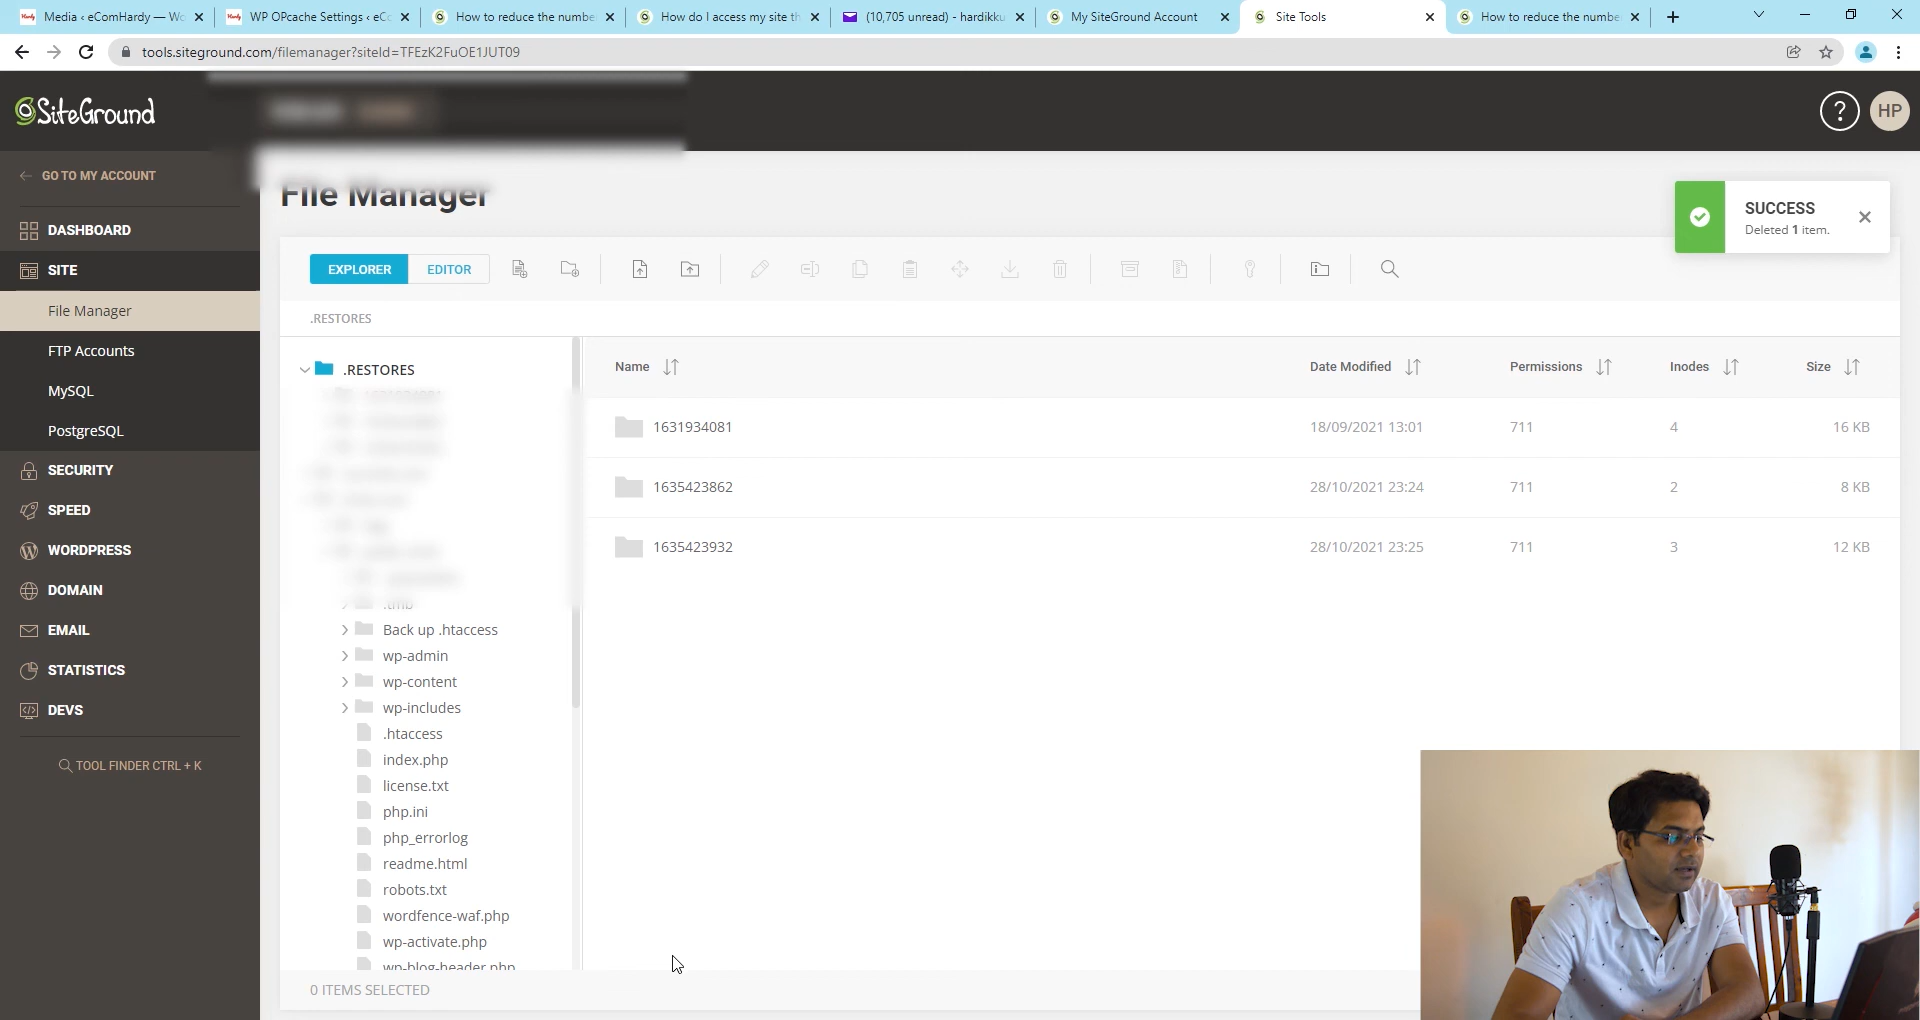 Media ‹ eComHardy — Wo
WP OPcache Settings ‹ eCo
How to reduce the numbe
How do I access my site th
(10,705 unread) - hardikku
My SiteGround Account
Site Tools
How to reduce the numbe
tools.siteground.com/filemanager?siteId=TFEzK2FuOE1JUT09
SiteGround
? HP
GO TO MY ACCOUNT
DASHBOARD
SITE
File Manager
FTP Accounts
MySQL
PostgreSQL
SECURITY
SPEED
WORDPRESS
DOMAIN
EMAIL
STATISTICS
DEVS
TOOL FINDER CTRL + K
File Manager
SUCCESS
Deleted 1 item.
EXPLORER EDITOR
.RESTORES
.RESTORES
.tmb
Back up .htaccess
wp-admin
wp-content
wp-includes
.htaccess
index.php
license.txt
php.ini
php_errorlog
readme.html
robots.txt
wordfence-waf.php
wp-activate.php
wp-blog-header.php
Name Date Modified Permissions Inodes Size
1631934081 18/09/2021 13:01 711 4 16 KB
1635423862 28/10/2021 23:24 711 2 8 KB
1635423932 28/10/2021 23:25 711 3 12 KB
0 ITEMS SELECTED